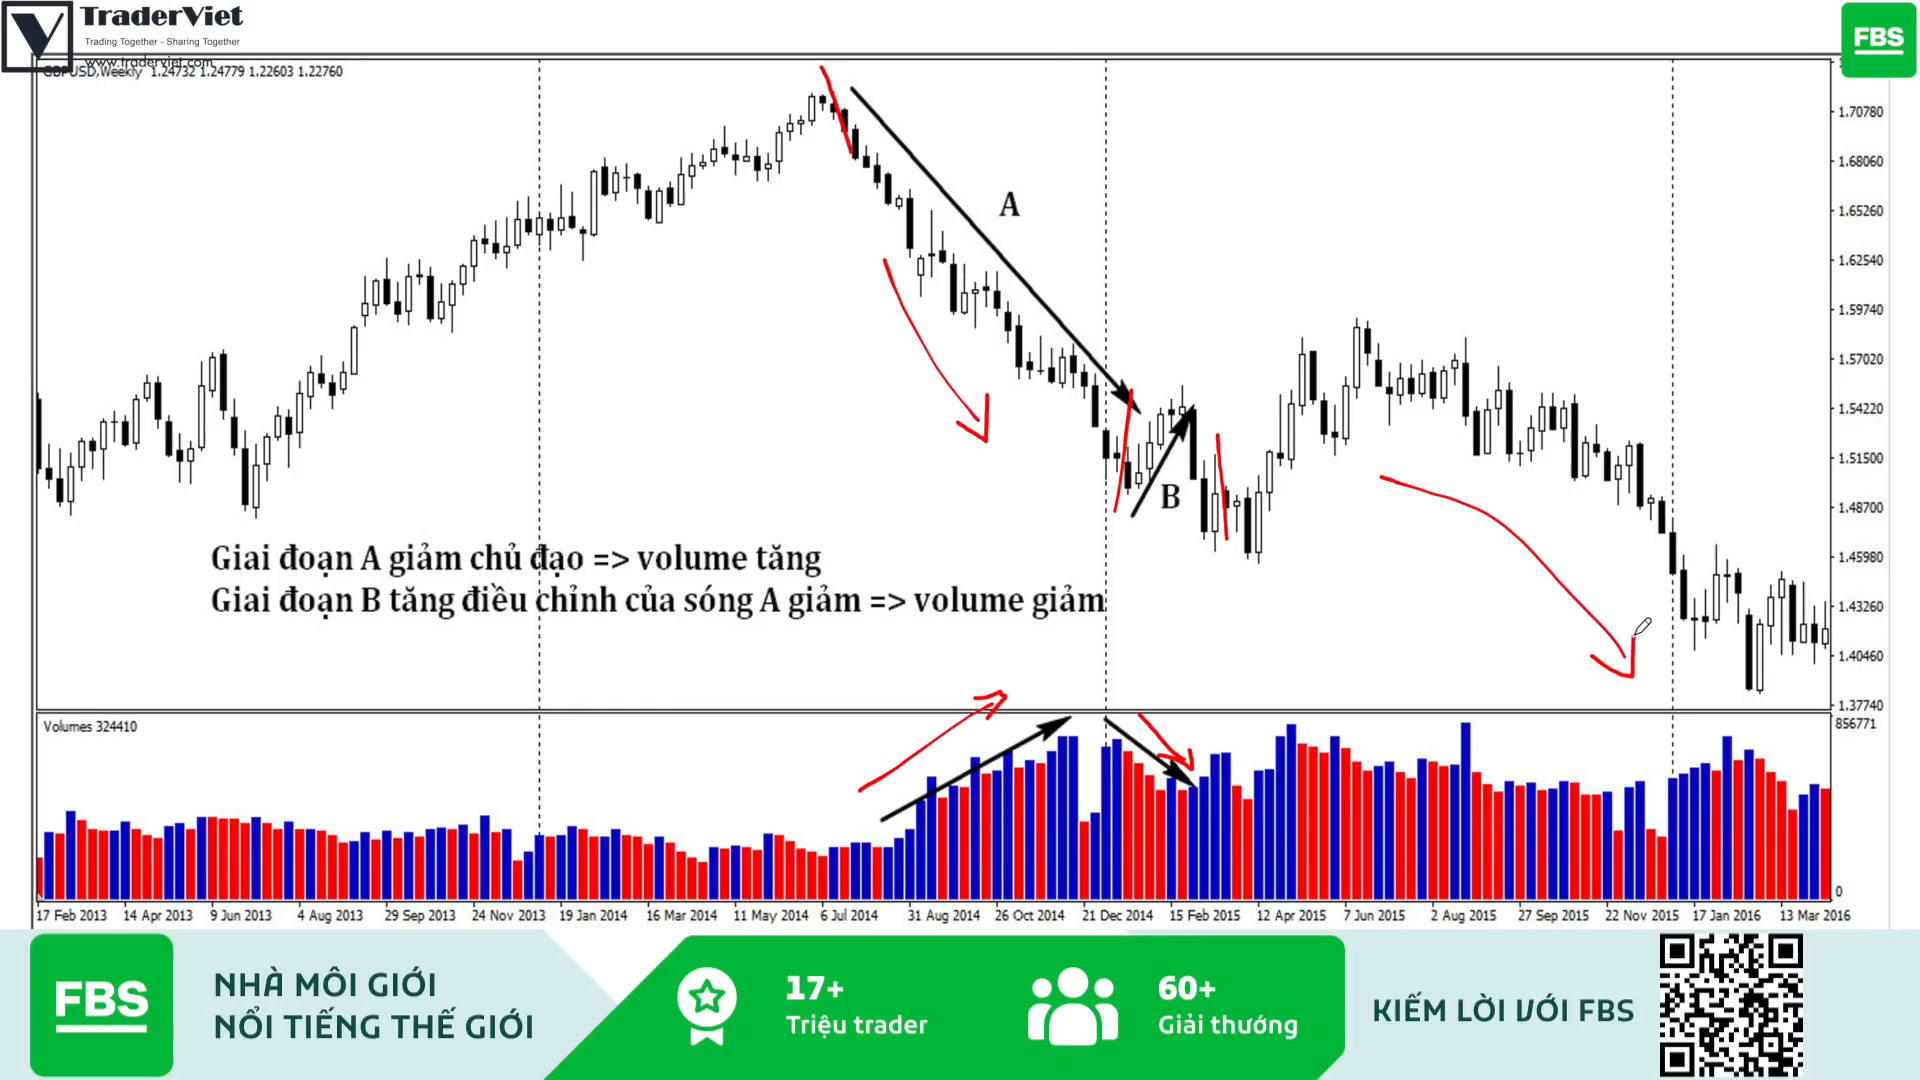 TraderViet
Trading Together - Sharing Together
www.traderviet.com
GBPUSD,Weekly 1.24732 1.24779 1.22603 1.22760
FBS
A
B
Giai đoạn A giảm chủ đạo => volume tăng
Giai đoạn B tăng điều chỉnh của sóng A giảm => volume giảm
1.70780
1.68060
1.65260
1.62540
1.59740
1.57020
1.54220
1.51500
1.48700
1.45980
1.43260
1.40460
1.37740
Volumes 324410
856771
0
17 Feb 2013 14 Apr 2013 9 Jun 2013 4 Aug 2013 29 Sep 2013 24 Nov 2013 19 Jan 2014 16 Mar 2014 11 May 2014 6 Jul 2014 31 Aug 2014 26 Oct 2014 21 Dec 2014 15 Feb 2015 12 Apr 2015 7 Jun 2015 2 Aug 2015 27 Sep 2015 22 Nov 2015 17 Jan 2016 13 Mar 2016
FBS
NHÀ MÔI GIỚI
NỔI TIẾNG THẾ GIỚI
17+
Triệu trader
60+
Giải thưởng
KIẾM LỜI VỚI FBS